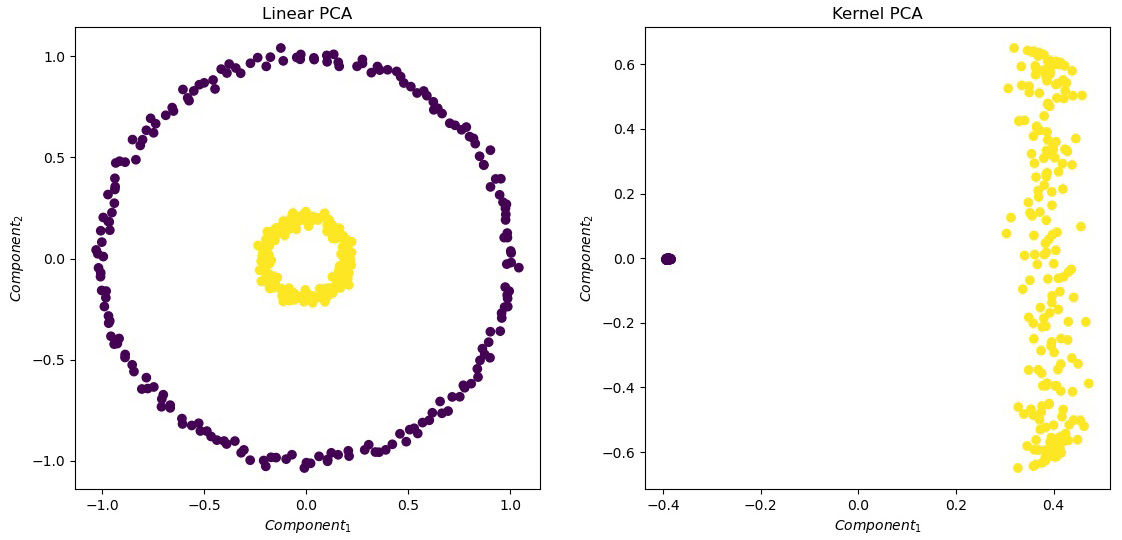 Linear PCA
Component₂
1.0
0.5
0.0
−0.5
−1.0
−1.0 −0.5 0.0 0.5 1.0
Component₁
Kernel PCA
Component₂
0.6
0.4
0.2
0.0
−0.2
−0.4
−0.6
−0.4 −0.2 0.0 0.2 0.4
Component₁